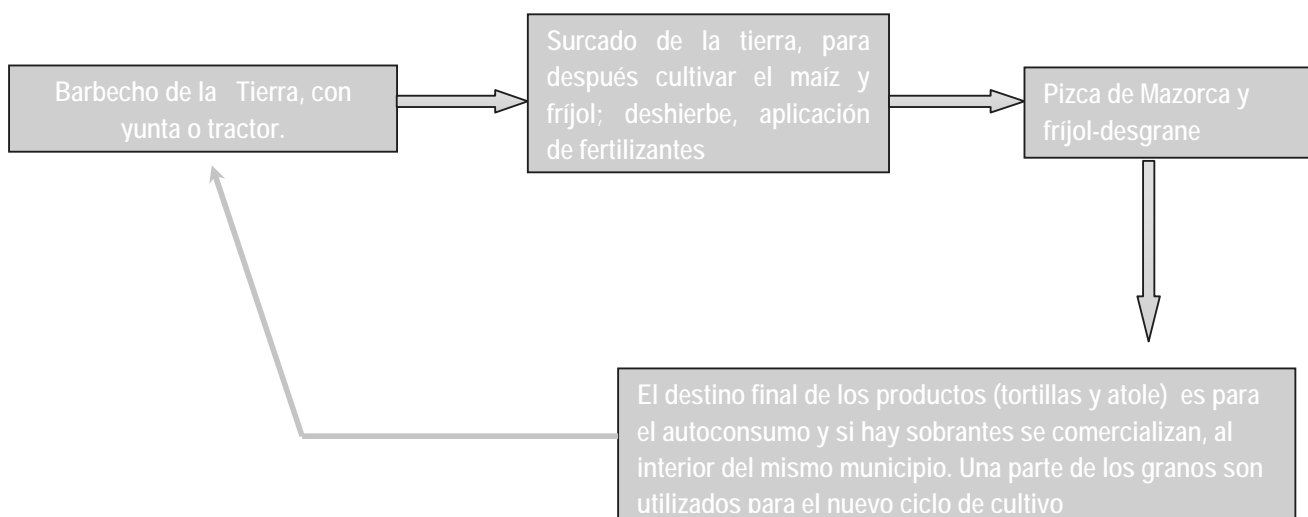 Barbecho de la Tierra, con
yunta o tractor.
Surcado de la tierra, para
después cultivar el maíz y
fríjol; deshierbe, aplicación
de fertilizantes
Pizca de Mazorca y
fríjol-desgrane
El destino final de los productos (tortillas y atole) es para
el autoconsumo y si hay sobrantes se comercializan, al
interior del mismo municipio. Una parte de los granos son
utilizados para el nuevo ciclo de cultivo